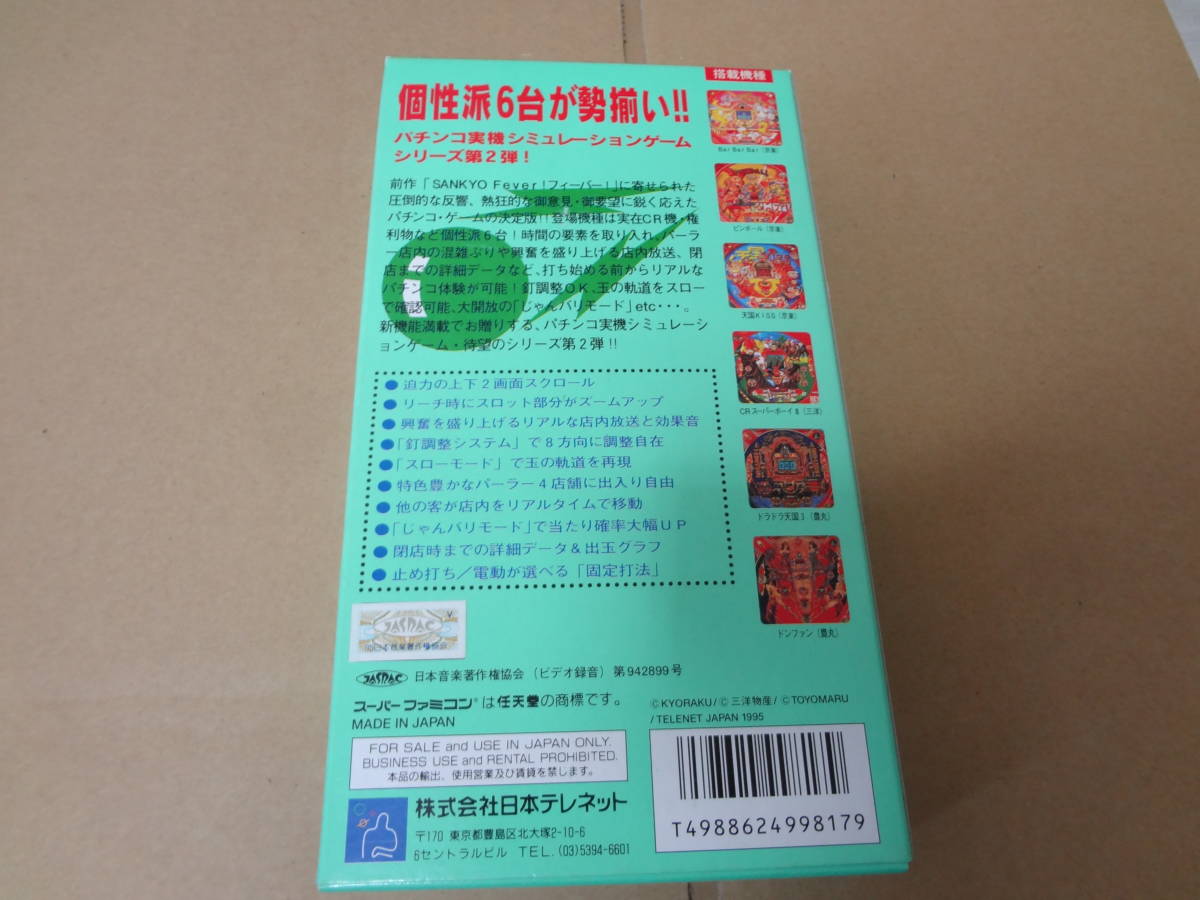 個性派6台が勢揃い!!
パチンコ実機シミュレーションゲーム
シリーズ第2弾!
前作「SANKYO Fever!フィーバー!」に寄せられた
圧倒的な反響、熱狂的な御意見・御要望に鋭く応えた
パチンコ・ゲームの決定版!!登場機種は実在CR機・権
利物など個性派6台!時間の要素を取り入れ、パーラ
ー店内の混雑ぶりや興奮を盛り上げる店内放送、閉
店までの詳細データなど、打ち始める前からリアルな
パチンコ体験が可能!釘調整OK、玉の軌道をスロー
で確認可能、大開放の「じゃんバリモード」etc・・・。
新機能満載でお贈りする、パチンコ実機シミュレーシ
ョンゲーム・待望のシリーズ第2弾!!
●迫力の上下2画面スクロール
●リーチ時にスロット部分がズームアップ
●興奮を盛り上げるリアルな店内放送と効果音
●「釘調整システム」で8方向に調整自在
●「スローモード」で玉の軌道を再現
●特色豊かなパーラー4店舗に出入り自由
●他の客が店内をリアルタイムで移動
●「じゃんバリモード」で当たり確率大幅UP
●閉店時までの詳細データ&出玉グラフ
●止め打ち/電動が選べる「固定打法」
搭載機種
Bar Bar Bar(京楽)
ピンボール(京楽)
天国KISS(京楽)
CRスーパーボーイⅡ(三洋)
ドラドラ天国3(豊丸)
ドンファン(豊丸)
JASRAC
JASRAC 日本音楽著作権協会(ビデオ録音)第942899号
スーパーファミコン®は任天堂の商標です。
MADE IN JAPAN
©KYORAKU/©三洋物産/©TOYOMARU
/TELENET JAPAN 1995
FOR SALE and USE IN JAPAN ONLY.
BUSINESS USE and RENTAL PROHIBITED.
本品の輸出、使用営業及び賃貸を禁じます。
株式会社日本テレネット
〒170 東京都豊島区北大塚2-10-6
6セントラルビル TEL.(03)5394-6601
T4988624998179